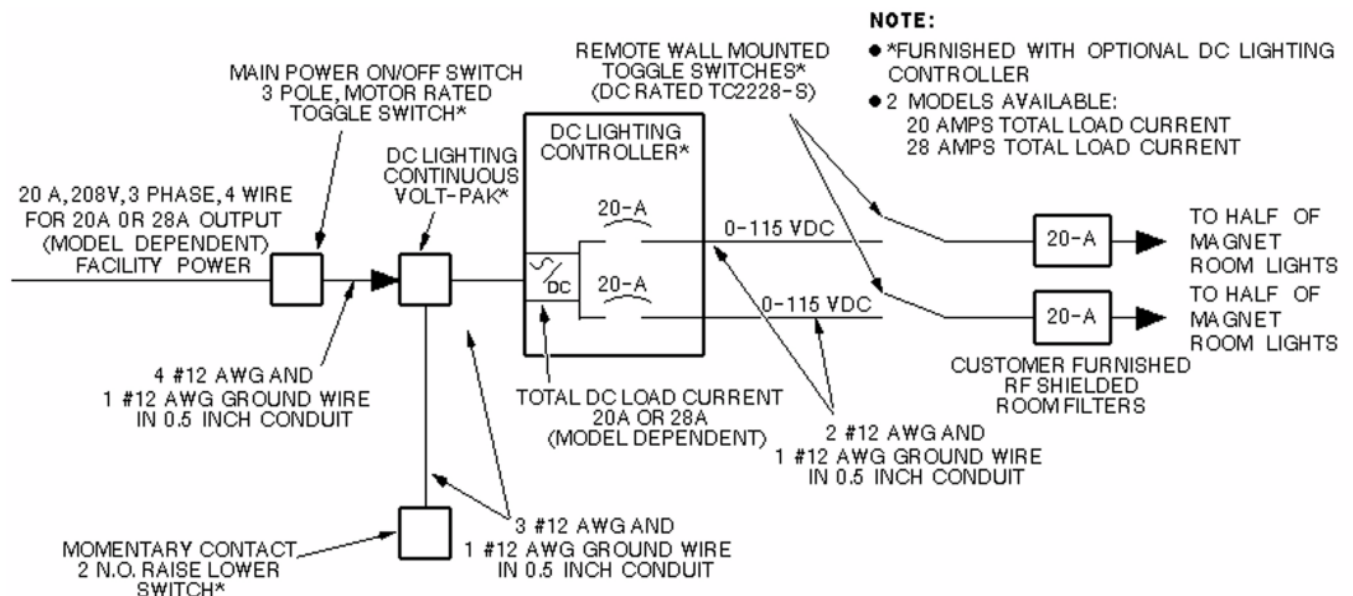 NOTE:
● *FURNISHED WITH OPTIONAL DC LIGHTING
CONTROLLER
● 2 MODELS AVAILABLE:
20 AMPS TOTAL LOAD CURRENT
28 AMPS TOTAL LOAD CURRENT
REMOTE WALL MOUNTED
TOGGLE SWITCHES*
(DC RATED TC2228-S)
MAIN POWER ON/OFF SWITCH
3 POLE, MOTOR RATED
TOGGLE SWITCH*
DC LIGHTING
CONTINUOUS
VOLT-PAK*
DC LIGHTING
CONTROLLER*
20 A, 208V, 3 PHASE, 4 WIRE
FOR 20A 0R 28A OUTPUT
(MODEL DEPENDENT)
FACILITY POWER
20-A
0-115 VDC
20-A
TO HALF OF
MAGNET
ROOM LIGHTS
DC
20-A
0-115 VDC
20-A
TO HALF OF
MAGNET
ROOM LIGHTS
4 #12 AWG AND
1 #12 AWG GROUND WIRE
IN 0.5 INCH CONDUIT
TOTAL DC LOAD CURRENT
20A OR 28A
(MODEL DEPENDENT)
CUSTOMER FURNISHED
RF SHIELDED
ROOM FILTERS
2 #12 AWG AND
1 #12 AWG GROUND WIRE
IN 0.5 INCH CONDUIT
3 #12 AWG AND
1 #12 AWG GROUND WIRE
IN 0.5 INCH CONDUIT
MOMENTARY CONTACT
2 N.O. RAISE LOWER
SWITCH*